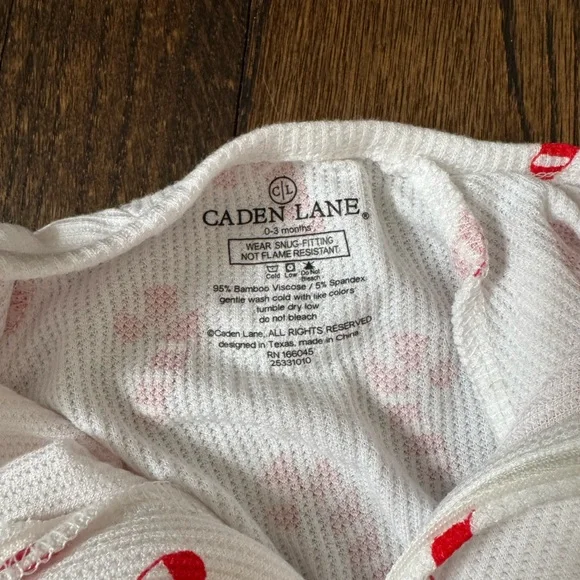 C|L
CADEN LANE®
0-3 months
WEAR SNUG-FITTING
NOT FLAME RESISTANT
Cold Low Do Not
Bleach
95% Bamboo Viscose / 5% Spandex
gentle wash cold with like colors
tumble dry low
do not bleach
©Caden Lane, ALL RIGHTS RESERVED
designed in Texas, made in China
RN 166045
25331010